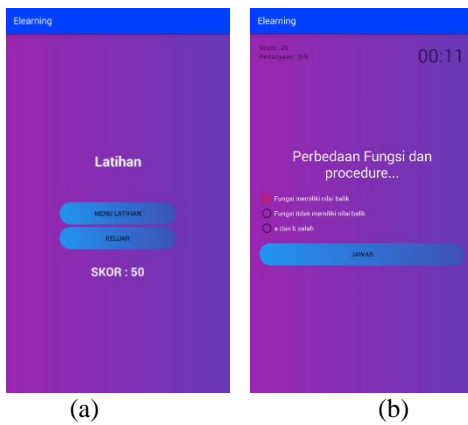 Elearning
Latihan
MENU LATIHAN
KELUAR
SKOR : 50
(a)
Elearning
Score: 20
Pertanyaan: 5/5
00:11
Perbedaan Fungsi dan
procedure...
Fungsi memiliki nilai balik
Fungsi tidak memiliki nilai balik
a dan b salah
JAWAB
(b)